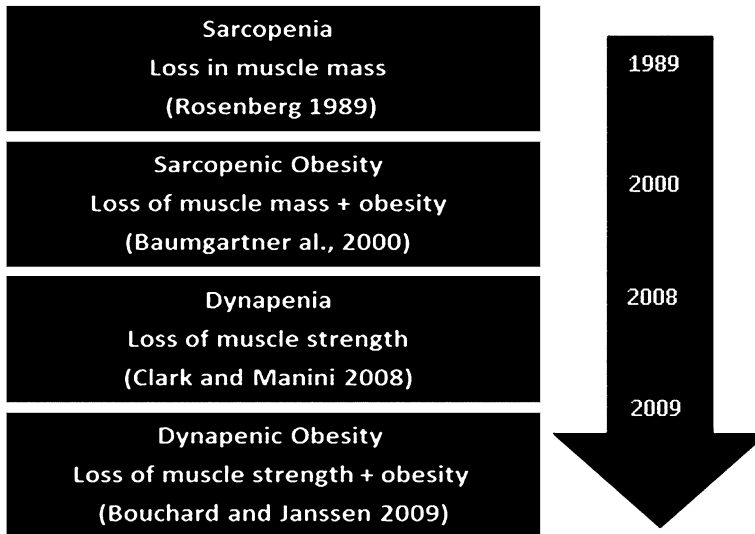 Sarcopenia
Loss in muscle mass
(Rosenberg 1989)
Sarcopenic Obesity
Loss of muscle mass + obesity
(Baumgartner al., 2000)
Dynapenia
Loss of muscle strength
(Clark and Manini 2008)
Dynapenic Obesity
Loss of muscle strength + obesity
(Bouchard and Janssen 2009)
1989
2000
2008
2009